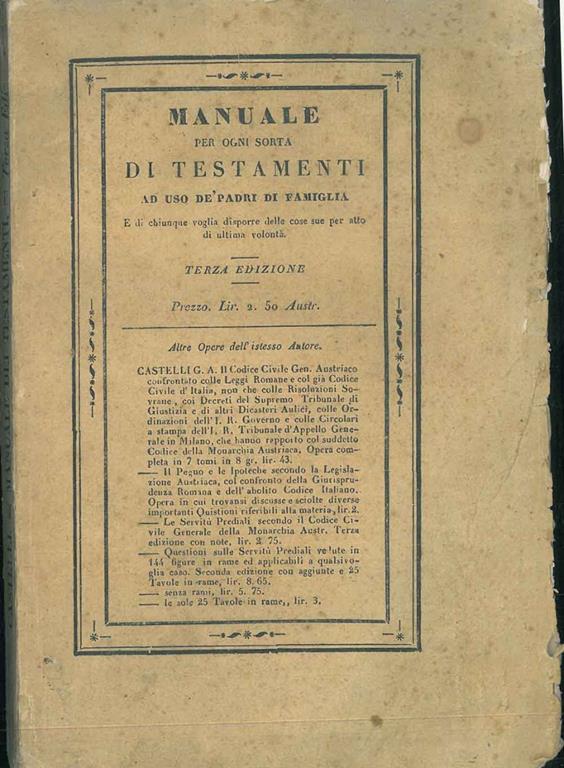 MANUALE
PER OGNI SORTA
DI TESTAMENTI
AD USO DE' PADRI DI FAMIGLIA
E di chiunque voglia disporre delle cose sue per atto
di ultima volontà.
TERZA EDIZIONE
Prezzo. Lir. 2. 50 Austr.
Altre Opere dell' istesso Autore.
CASTELLI G. A. Il Codice Civile Gen. Austriaco
confrontato colle Leggi Romane e col già Codice
Civile d'Italia, non che colle Risoluzioni So-
vrane, coi Decreti del Supremo Tribunale di
Giustizia e di altri Dicasteri Aulici, colle Or-
dinazioni dell'I. R. Governo e colle Circolari
a stampa dell'I. R. Tribunale d'Appello Gene-
rale in Milano, che hanno rapporto col suddetto
Codice della Monarchia Austriaca. Opera com-
pleta in 7 tomi in 8 gr. lir. 43.
— Il Pegno e le Ipoteche secondo la Legisla-
zione Austriaca, col confronto della Giurispru-
denza Romana e dell'abolito Codice Italiano.
Opera in cui trovansi discusse e sciolte diverse
importanti Quistioni riferibili alla materia, lir. 2.
— Le Servitù Prediali secondo il Codice Ci-
vile Generale della Monarchia Austr. Terza
edizione con note, lir. 2. 75.
— Questioni sulle Servitù Prediali vedute in
144 figure in rame ed applicabili a qualsivo-
glia caso. Seconda edizione con aggiunte e 25
Tavole in rame, lir. 8. 65.
— senza rami, lir. 5. 75.
— le sole 25 Tavole in rame,, lir. 3.